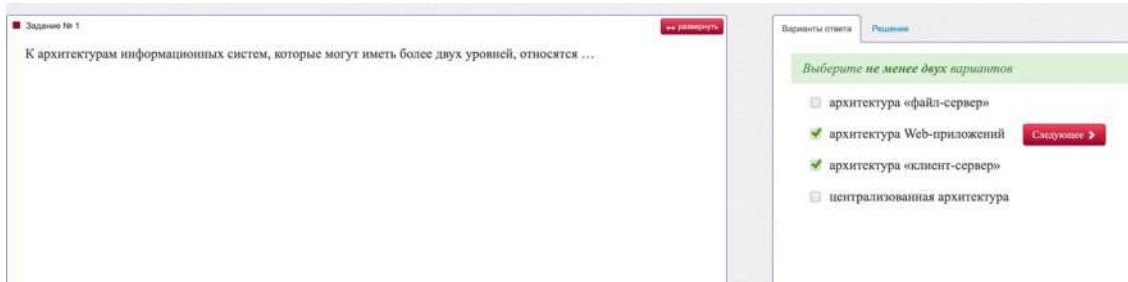 Задание № 1
развернуть
К архитектурам информационных систем, которые могут иметь более двух уровней, относятся …
Варианты ответа
Решение
Выберите не менее двух вариантов
архитектура «файл-сервер»
архитектура Web-приложений
Следующее
архитектура «клиент-сервер»
централизованная архитектура